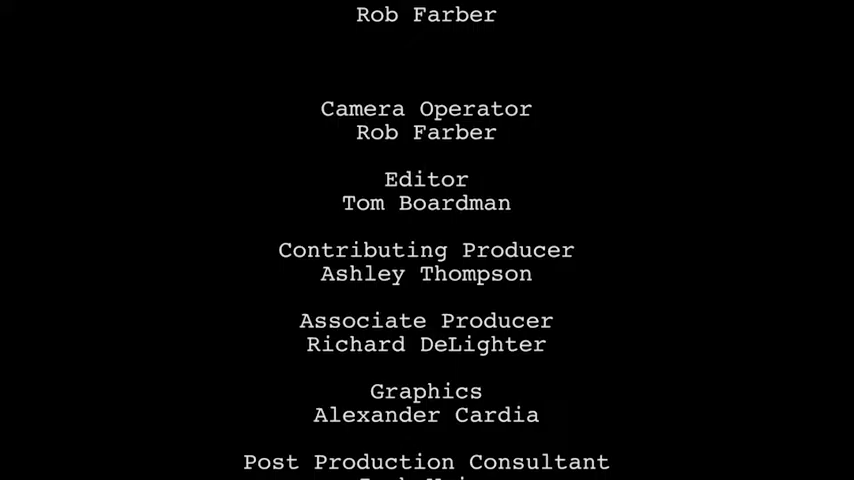 Rob Farber
Camera Operator
Rob Farber
Editor
Tom Boardman
Contributing Producer
Ashley Thompson
Associate Producer
Richard DeLighter
Graphics
Alexander Cardia
Post Production Consultant